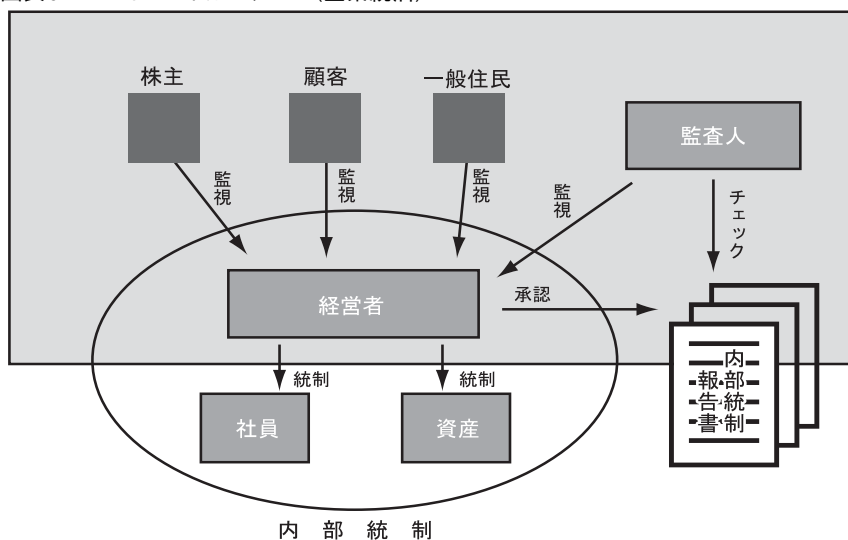 株主
顧客
一般住民
監査人
監視
監視
監視
監視
チェック
経営者
承認
統制
統制
社員
資産
内部統制
報告書
内部統制